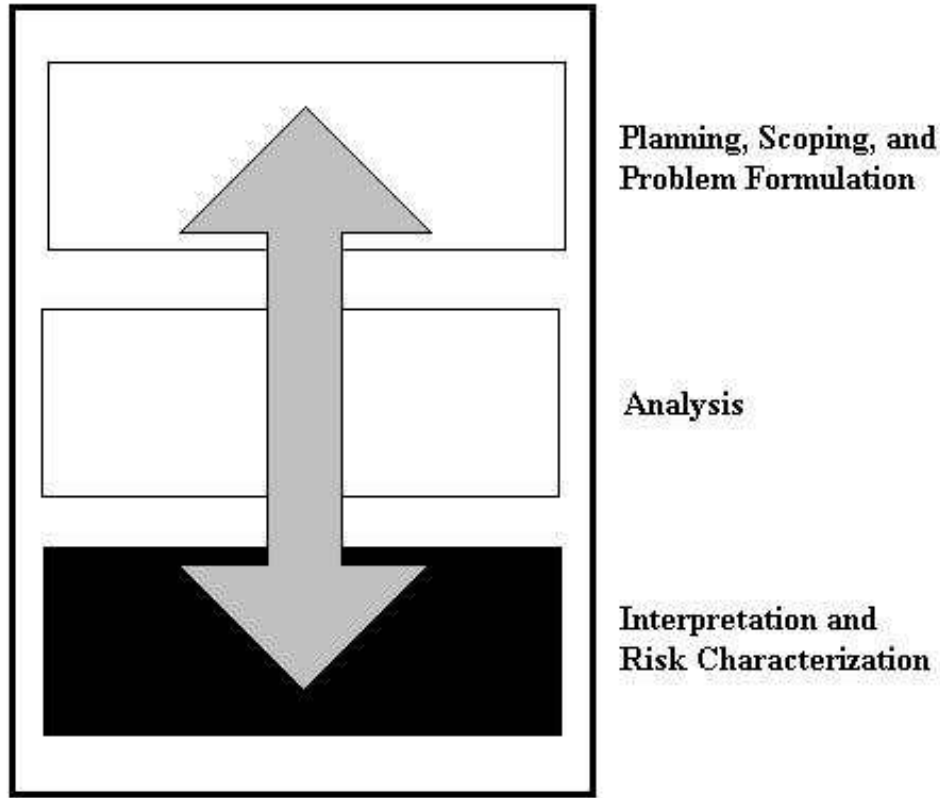 Planning, Scoping, and
Problem Formulation
Analysis
Interpretation and
Risk Characterization